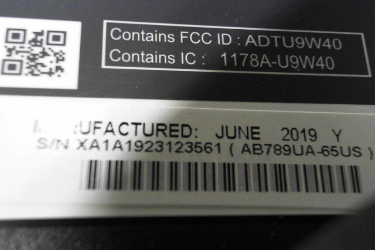 Contains FCC ID : ADTU9W40
Contains IC : 1178A-U9W40
UFACTURED: JUNE 2019 Y
S/N XA1A1923123561 ( AB789UA-65US )